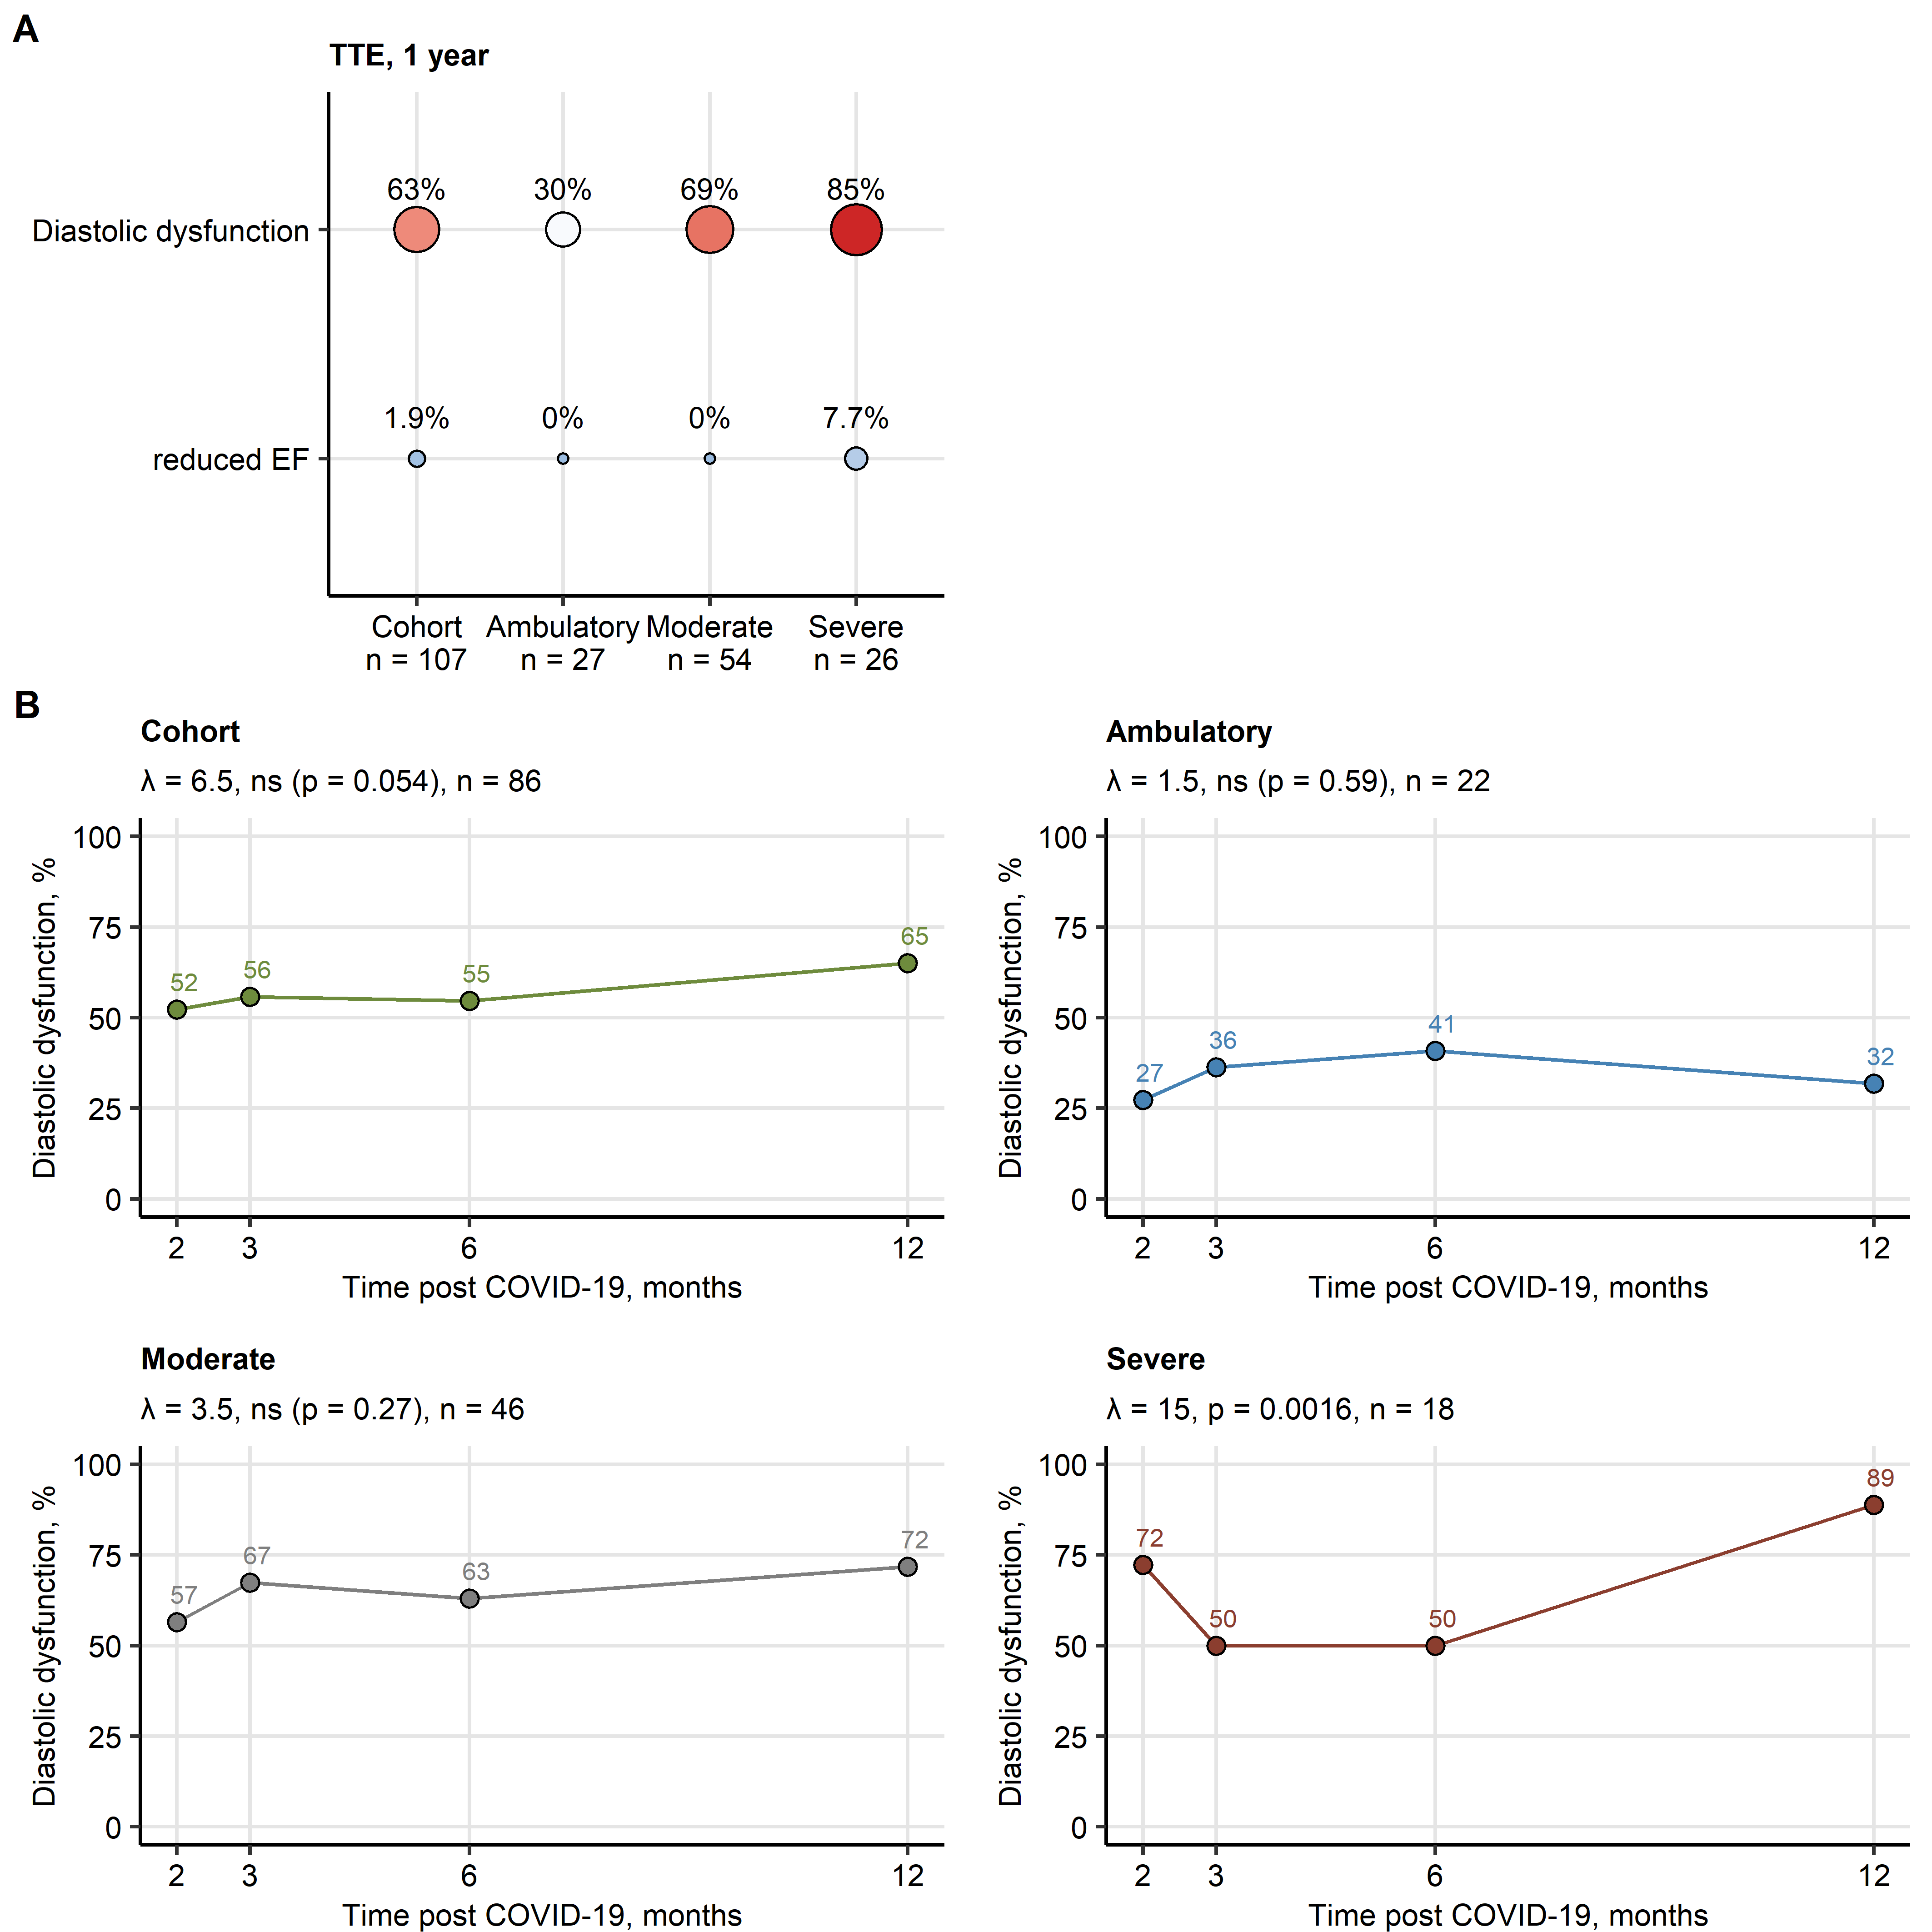 A
TTE, 1 year
63% 30% 69% 85%
Diastolic dysfunction
1.9% 0% 0% 7.7%
reduced EF
Cohort Ambulatory Moderate Severe
n = 107 n = 27 n = 54 n = 26
B
Cohort
λ = 6.5, ns (p = 0.054), n = 86
Diastolic dysfunction, %
100
75
50
25
0
52 56 55 65
2 3 6 12
Time post COVID-19, months
Ambulatory
λ = 1.5, ns (p = 0.59), n = 22
Diastolic dysfunction, %
100
75
50
25
0
27 36 41 32
2 3 6 12
Time post COVID-19, months
Moderate
λ = 3.5, ns (p = 0.27), n = 46
Diastolic dysfunction, %
100
75
50
25
0
57 67 63 72
2 3 6 12
Time post COVID-19, months
Severe
λ = 15, p = 0.0016, n = 18
Diastolic dysfunction, %
100
75
50
25
0
72 50 50 89
2 3 6 12
Time post COVID-19, months